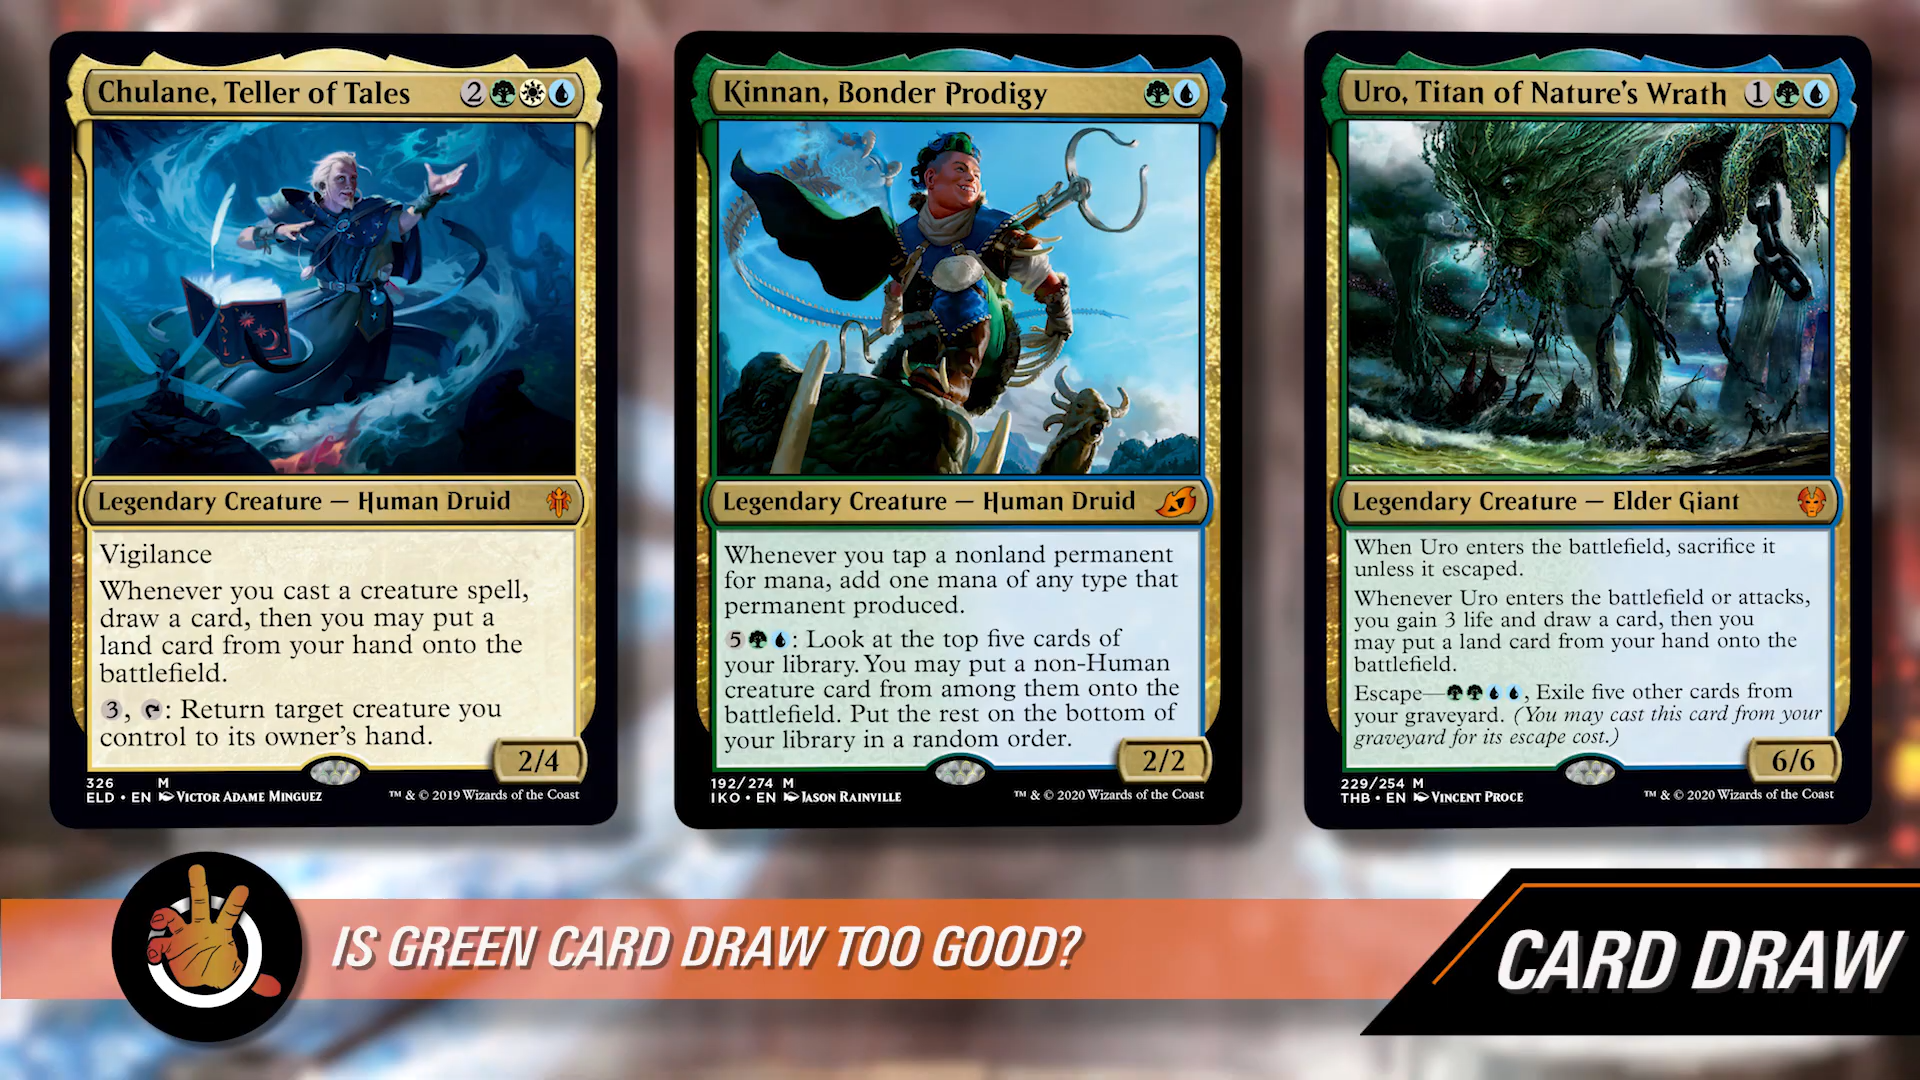 Chulane, Teller of Tales 2
Legendary Creature — Human Druid
Vigilance
Whenever you cast a creature spell,
draw a card, then you may put a
land card from your hand onto the
battlefield.
3, : Return target creature you
control to its owner's hand.
2/4
326 M
ELD • EN Victor Adame Minguez ™ & © 2019 Wizards of the Coast
Kinnan, Bonder Prodigy
Legendary Creature — Human Druid
Whenever you tap a nonland permanent
for mana, add one mana of any type that
permanent produced.
5 : Look at the top five cards of
your library. You may put a non-Human
creature card from among them onto the
battlefield. Put the rest on the bottom of
your library in a random order.
2/2
192/274 M
IKO • EN Jason Rainville ™ & © 2020 Wizards of the Coast
Uro, Titan of Nature's Wrath 1
Legendary Creature — Elder Giant
When Uro enters the battlefield, sacrifice it
unless it escaped.
Whenever Uro enters the battlefield or attacks,
you gain 3 life and draw a card, then you
may put a land card from your hand onto the
battlefield.
Escape— , Exile five other cards from
your graveyard. (You may cast this card from your
graveyard for its escape cost.)
6/6
229/254 M
THB • EN Vincent Proce ™ & © 2020 Wizards of the Coast
IS GREEN CARD DRAW TOO GOOD?
CARD DRAW